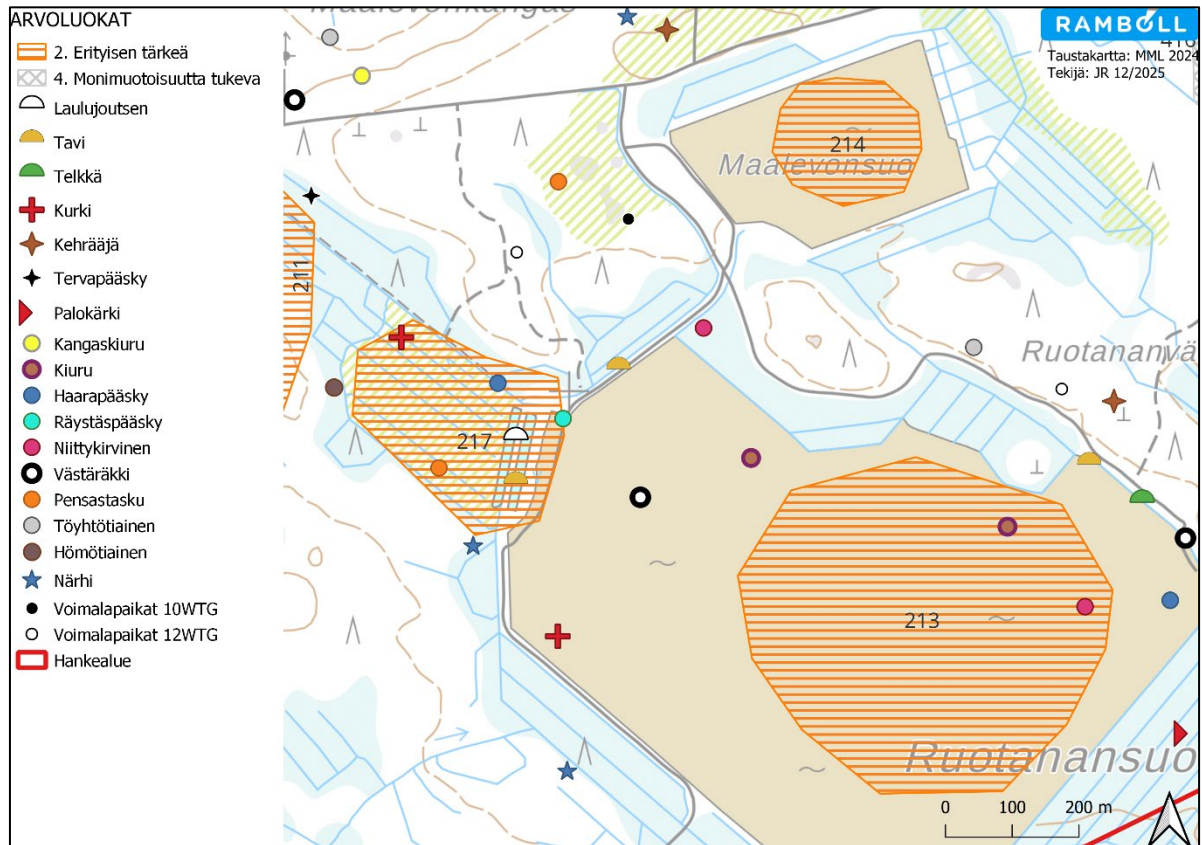 ARVOLUOKAT
2. Erityisen tärkeä
4. Monimuotoisuutta tukeva
Laulujoutsen
Tavi
Telkkä
Kurki
Kehrääjä
Tervapääsky
Palokärki
Kangaskiuru
Kiuru
Haarapääsky
Räystäspääsky
Niittykirvinen
Västäräkki
Pensastasku
Töyhtötiainen
Hömötiainen
Närhi
Voimalapaikat 10WTG
Voimalapaikat 12WTG
Hankealue
Maalevonkangas
RAMBOLL
Taustakartta: MML 2024
Tekijä: JR 12/2025
214
Maalevonsuo
211
Ruotananvä
217
213
Ruotanansuo
0 100 200 m